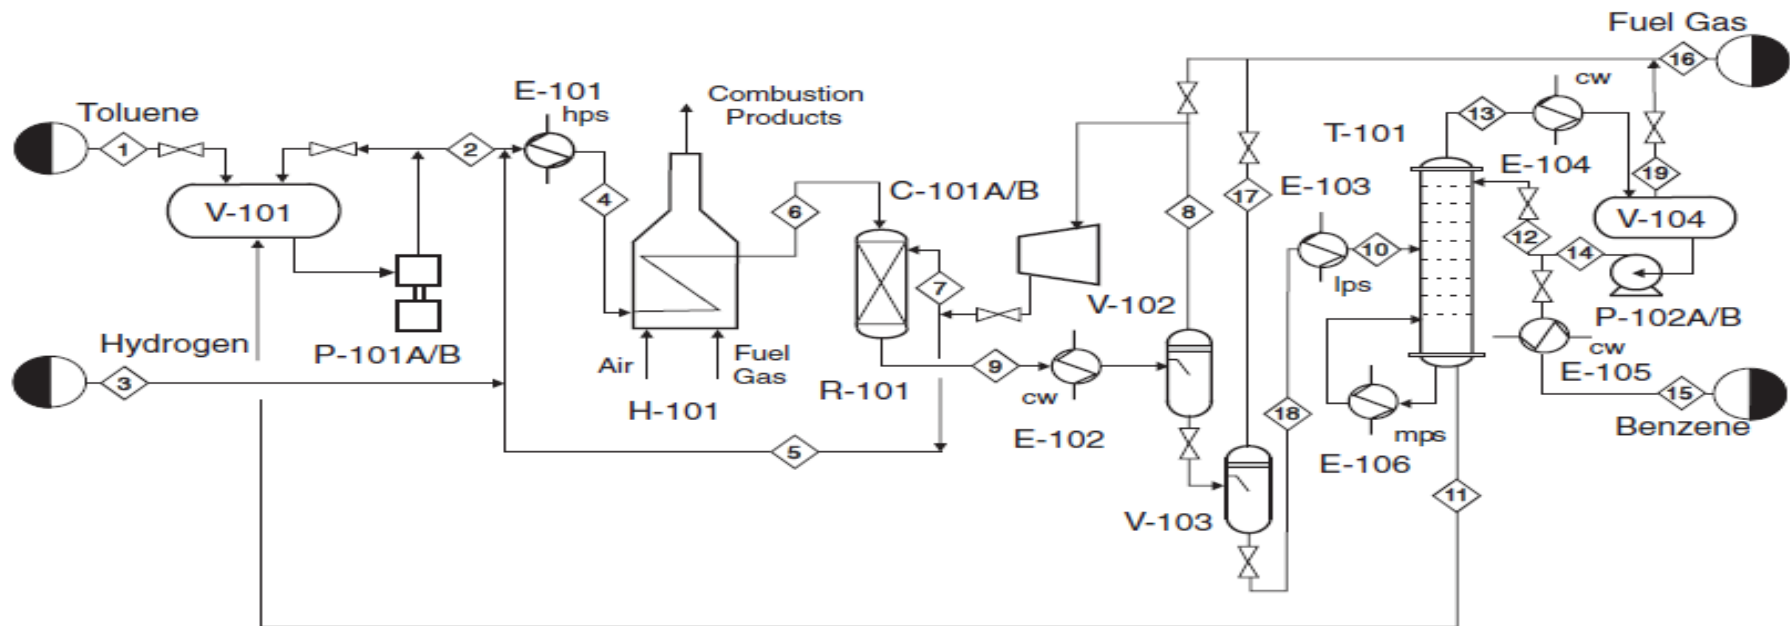 Fuel Gas
16
Toluene
1
E-101
hps
2
Combustion
Products
cw
13
T-101
E-104
19
C-101A/B
E-103
V-101
4
6
8
17
V-104
12
14
10
lps
7
V-102
P-102A/B
Hydrogen
3
P-101A/B
Air
Fuel
Gas
H-101
R-101
9
cw
E-102
18
cw
E-105
15
Benzene
mps
E-106
5
11
V-103